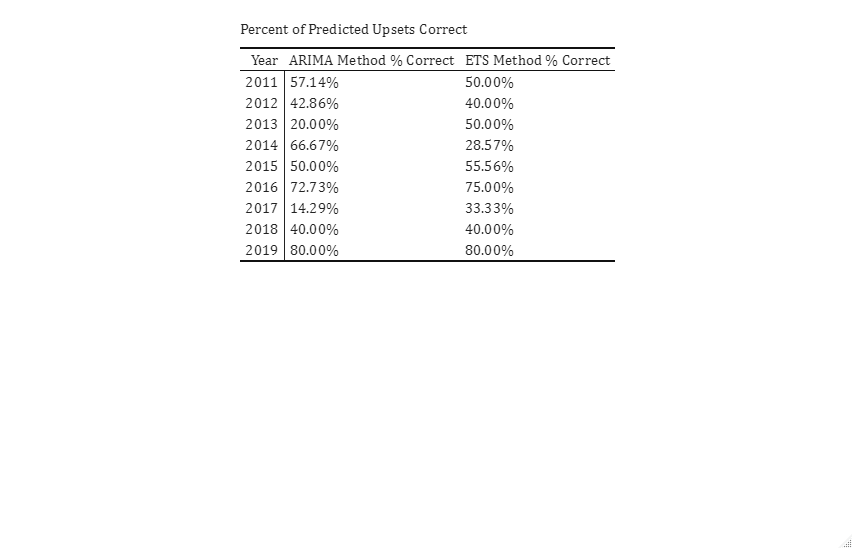 Percent of Predicted Upsets Correct
Year ARIMA Method % Correct ETS Method % Correct
2011 57.14% 50.00%
2012 42.86% 40.00%
2013 20.00% 50.00%
2014 66.67% 28.57%
2015 50.00% 55.56%
2016 72.73% 75.00%
2017 14.29% 33.33%
2018 40.00% 40.00%
2019 80.00% 80.00%